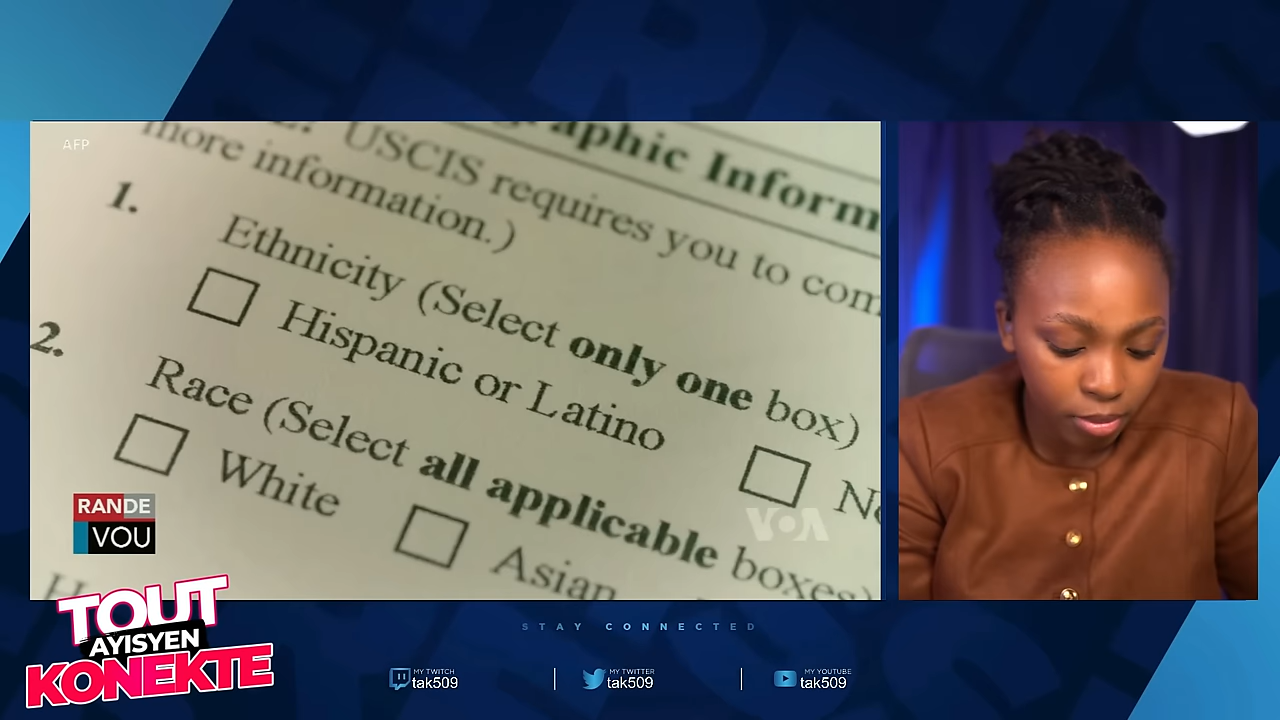 AFP
aphic Inform
USCIS requires you to com
more information.)
1.
Ethnicity (Select only one box)
Hispanic or Latino
2.
Race (Select all applicable boxes)
White
Asian
RANDE
VOU
VOA
TOUT
AYISYEN
KONEKTE
STAY CONNECTED
MY TWITCH
tak509
MY TWITTER
tak509
MY YOUTUBE
tak509